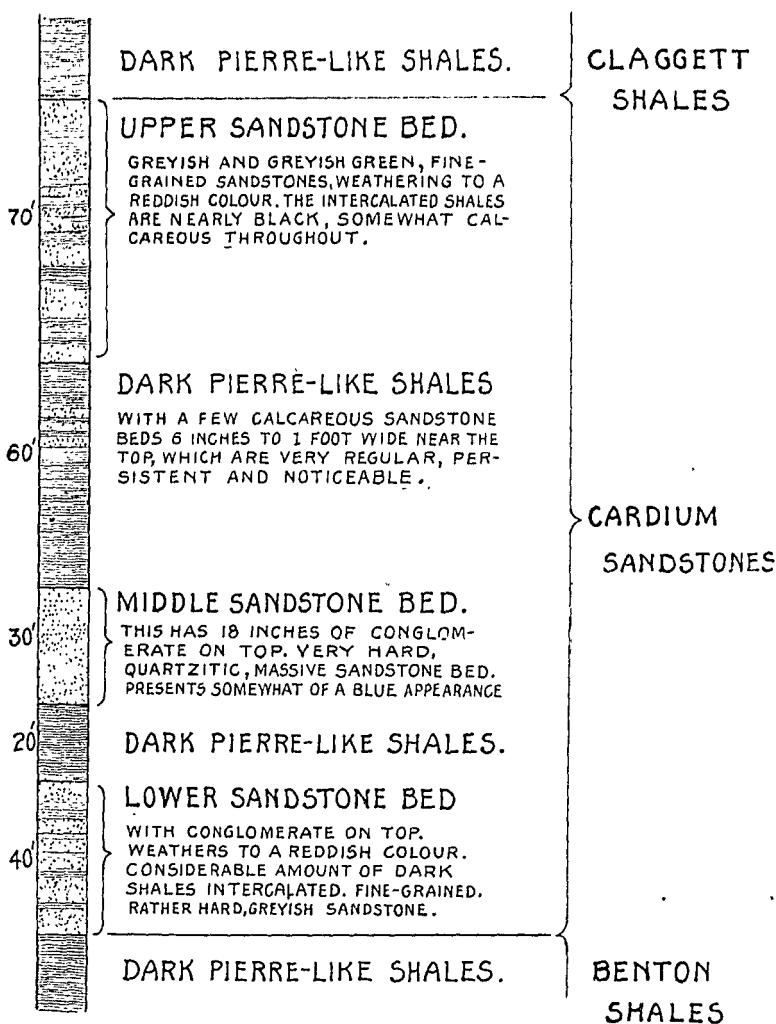 DARK PIERRE-LIKE SHALES.
CLAGGETT
SHALES
70'
UPPER SANDSTONE BED.
GREYISH AND GREYISH GREEN, FINE-
GRAINED SANDSTONES, WEATHERING TO A
REDDISH COLOUR. THE INTERCALATED SHALES
ARE NEARLY BLACK, SOMEWHAT CAL-
CAREOUS THROUGHOUT.
60'
DARK PIERRE-LIKE SHALES
WITH A FEW CALCAREOUS SANDSTONE
BEDS 6 INCHES TO 1 FOOT WIDE NEAR THE
TOP, WHICH ARE VERY REGULAR, PER-
SISTENT AND NOTICEABLE.
CARDIUM
SANDSTONES
30'
MIDDLE SANDSTONE BED.
THIS HAS 18 INCHES OF CONGLOM-
ERATE ON TOP. VERY HARD,
QUARTZITIC, MASSIVE SANDSTONE BED.
PRESENTS SOMEWHAT OF A BLUE APPEARANCE
20'
DARK PIERRE-LIKE SHALES.
40'
LOWER SANDSTONE BED
WITH CONGLOMERATE ON TOP.
WEATHERS TO A REDDISH COLOUR.
CONSIDERABLE AMOUNT OF DARK
SHALES INTERCALATED. FINE-GRAINED.
RATHER HARD, GREYISH SANDSTONE.
DARK PIERRE-LIKE SHALES.
BENTON
SHALES